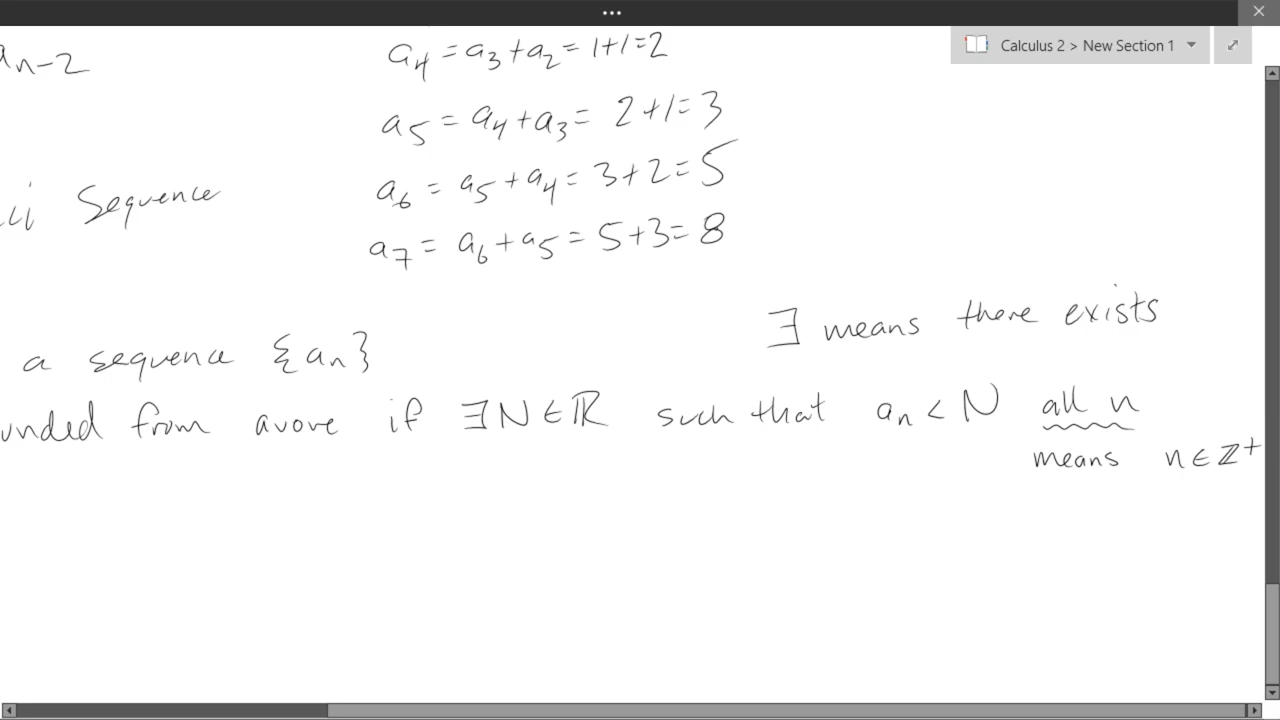 ...
Calculus 2 > New Section 1
aₙ₋₂
a₄ = a₃ + a₂ = 1+1=2
a₅ = a₄ + a₃ = 2+1=3
a₆ = a₅ + a₄ = 3+2=5
Sequence
a₇ = a₆ + a₅ = 5+3=8
∃ means there exists
a sequence {aₙ}
unded from avove if ∃N∈ℝ such that aₙ < N all n
means n∈ℤ⁺